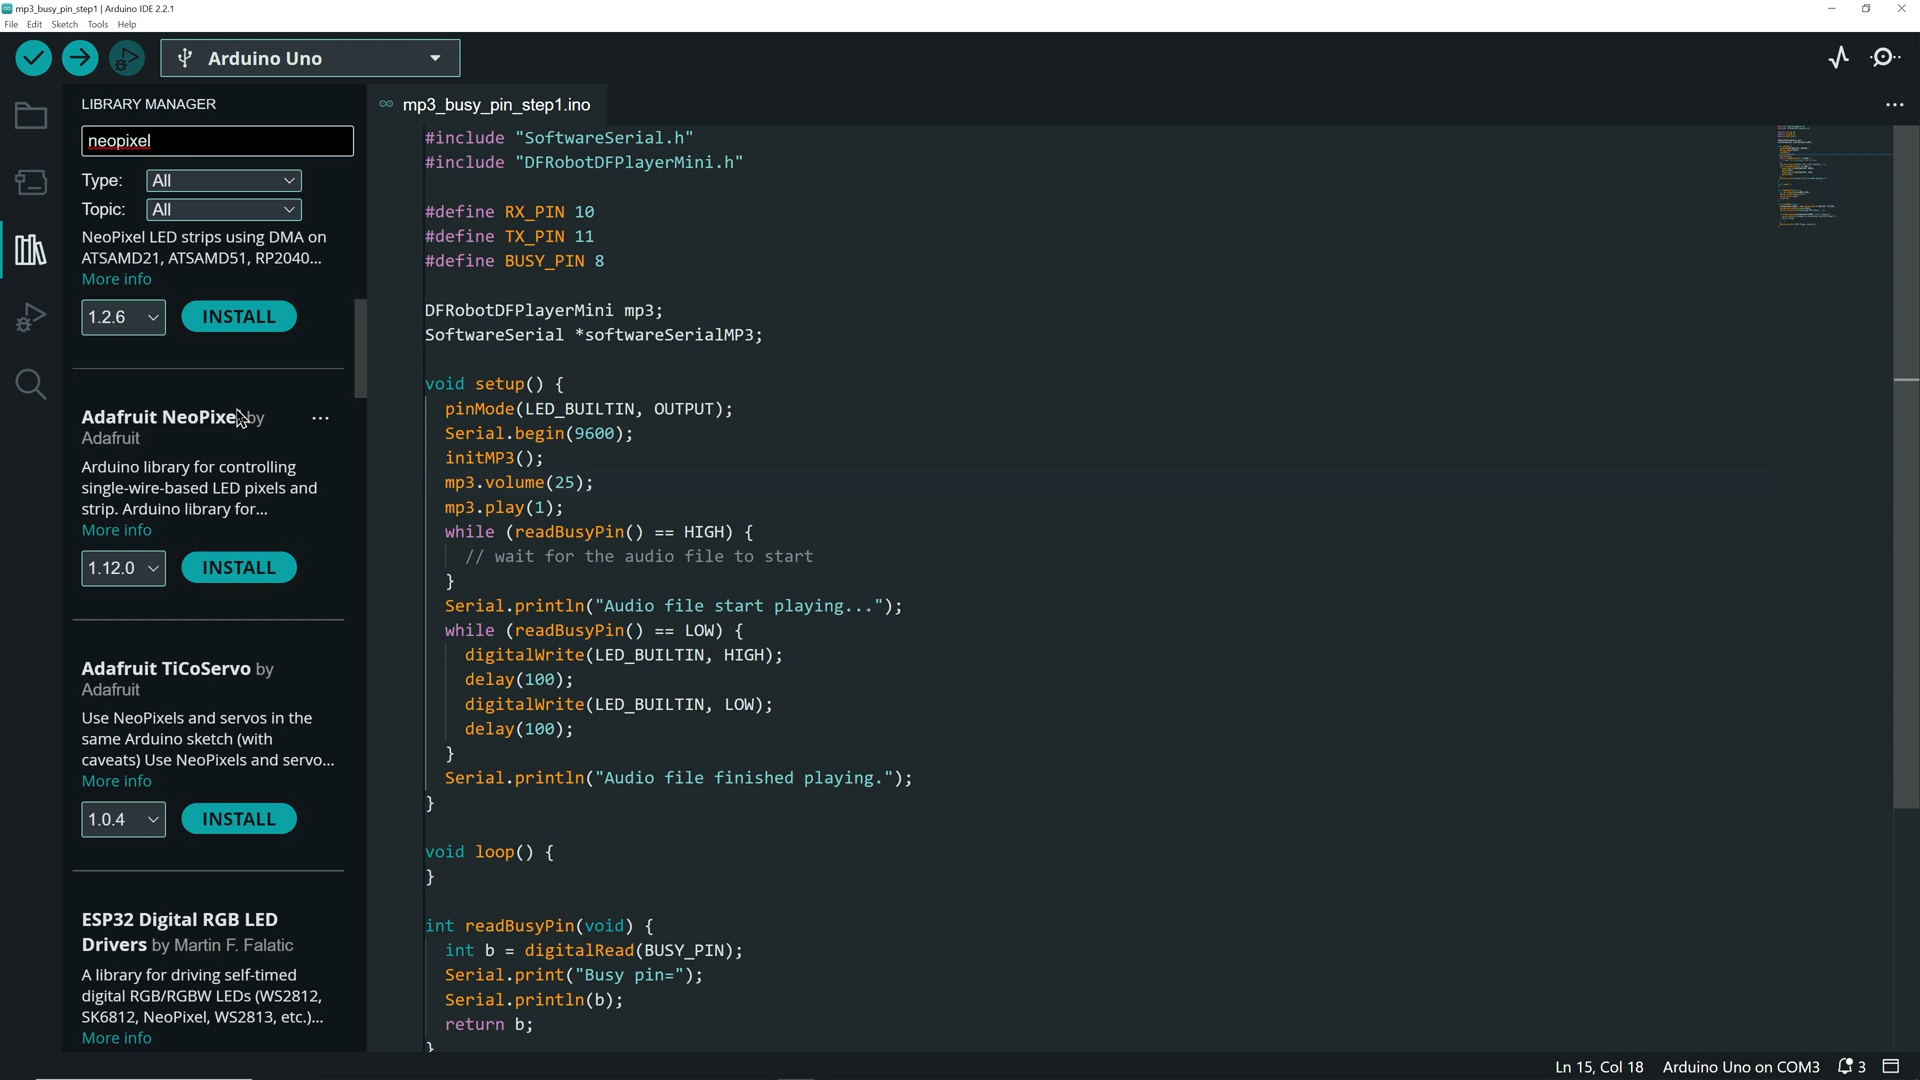 mp3_busy_pin_step1 | Arduino IDE 2.2.1
File Edit Sketch Tools Help
Arduino Uno
LIBRARY MANAGER
neopixel
Type: All
Topic: All
NeoPixel LED strips using DMA on
ATSAMD21, ATSAMD51, RP2040...
More info
1.2.6 INSTALL
Adafruit NeoPixel by
Adafruit
Arduino library for controlling
single-wire-based LED pixels and
strip. Arduino library for...
More info
1.12.0 INSTALL
Adafruit TiCoServo by
Adafruit
Use NeoPixels and servos in the
same Arduino sketch (with
caveats) Use NeoPixels and servo...
More info
1.0.4 INSTALL
ESP32 Digital RGB LED
Drivers by Martin F. Falatic
A library for driving self-timed
digital RGB/RGBW LEDs (WS2812,
SK6812, NeoPixel, WS2813, etc.)...
More info
mp3_busy_pin_step1.ino
#include "SoftwareSerial.h"
#include "DFRobotDFPlayerMini.h"
#define RX_PIN 10
#define TX_PIN 11
#define BUSY_PIN 8
DFRobotDFPlayerMini mp3;
SoftwareSerial *softwareSerialMP3;
void setup() {
pinMode(LED_BUILTIN, OUTPUT);
Serial.begin(9600);
initMP3();
mp3.volume(25);
mp3.play(1);
while (readBusyPin() == HIGH) {
// wait for the audio file to start
}
Serial.println("Audio file start playing...");
while (readBusyPin() == LOW) {
digitalWrite(LED_BUILTIN, HIGH);
delay(100);
digitalWrite(LED_BUILTIN, LOW);
delay(100);
}
Serial.println("Audio file finished playing.");
}
void loop() {
}
int readBusyPin(void) {
int b = digitalRead(BUSY_PIN);
Serial.print("Busy pin=");
Serial.println(b);
return b;
}
Ln 15, Col 18 Arduino Uno on COM3 3